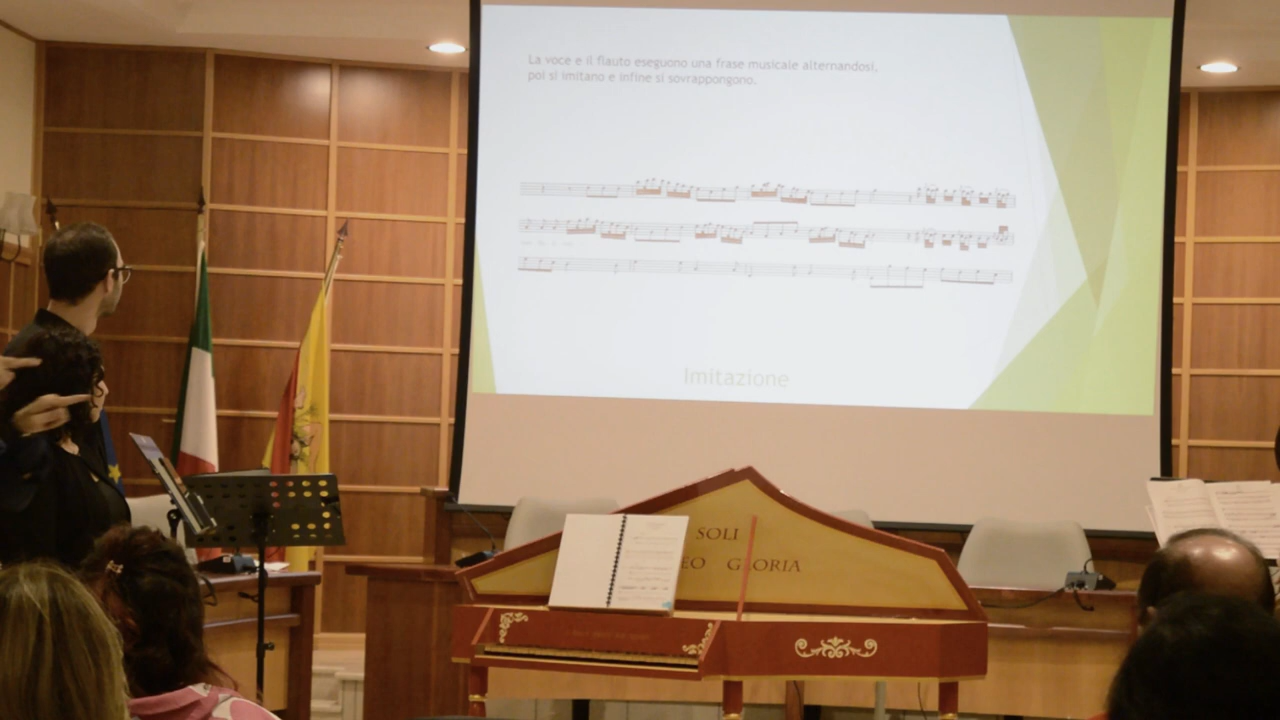 La voce e il flauto eseguono una frase musicale alternandosi,
poi si imitano e infine si sovrappongono.
Imitazione
SOLI
EO GLORIA